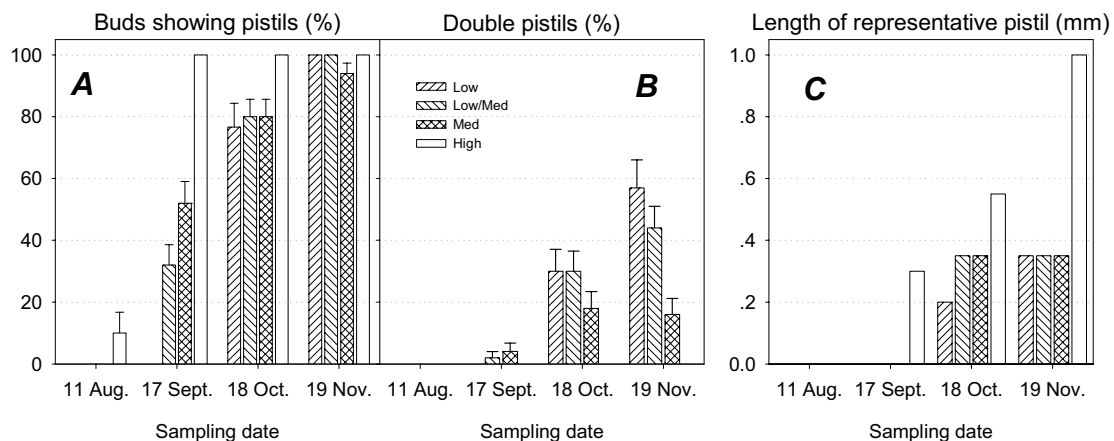 Buds showing pistils (%)
Double pistils (%)
Length of representative pistil (mm)
100
80
60
40
20
0
A
Low
Low/Med
Med
High
B
1.0
.8
.6
.4
.2
0.0
C
11 Aug. 17 Sept. 18 Oct. 19 Nov.
11 Aug. 17 Sept. 18 Oct. 19 Nov.
11 Aug. 17 Sept. 18 Oct. 19 Nov.
Sampling date
Sampling date
Sampling date